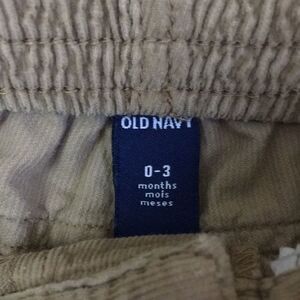 OLD NAVY
0-3
months
mois
meses